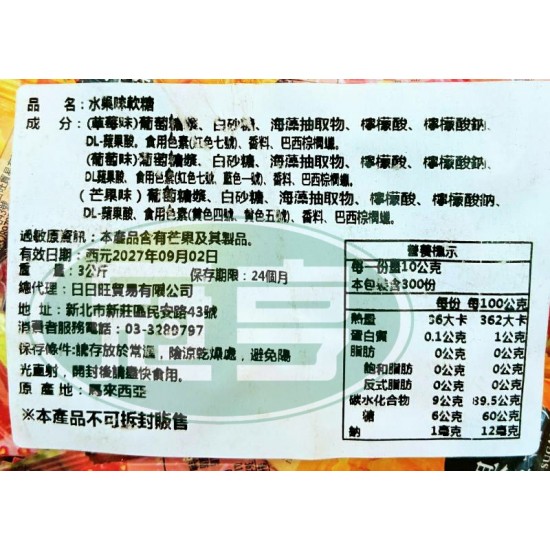 品　名：水果味軟糖
成　分：(草莓味)葡萄糖漿、白砂糖、海藻抽取物、檸檬酸、檸檬酸鈉、
DL-蘋果酸、食用色素(紅色七號)、香料、巴西棕櫚蠟。
(葡萄味)葡萄糖漿、白砂糖、海藻抽取物、檸檬酸、檸檬酸鈉、
DL-蘋果酸、食用色素(紅色七號、藍色一號)、香料、巴西棕櫚蠟。
(芒果味)葡萄糖漿、白砂糖、海藻抽取物、檸檬酸、檸檬酸鈉、
DL-蘋果酸、食用色素(黃色四號、黃色五號)、香料、巴西棕櫚蠟。
過敏原資訊：本產品含有芒果及其製品。
有效日期：西元2027年09月02日
重　量：3公斤　保存期限：24個月
總代理：日日旺貿易有限公司
地　址：新北市新莊區民安路43號
消費者服務電話：03-3289797
保存條件:請存放於常溫，陰涼乾燥處，避免陽
光直射，開封後請盡快食用。
原　產　地：馬來西亞
※本產品不可拆封販售
營養標示
每一份量10公克
本包裝含300份
每份　每100公克
熱量　36大卡　362大卡
蛋白質　0.1公克　1公克
脂肪　0公克　0公克
飽和脂肪　0公克　0公克
反式脂肪　0公克　0公克
碳水化合物　9公克　89.5公克
糖　6公克　60公克
鈉　1毫克　12毫克